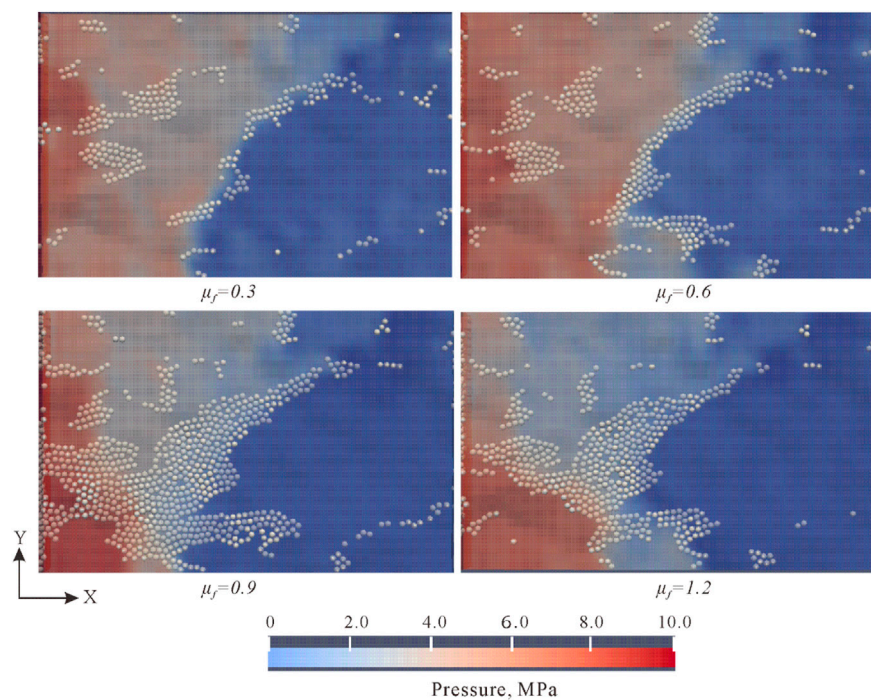 μf=0.3
μf=0.6
μf=0.9
μf=1.2
Y
X
0 2.0 4.0 6.0 8.0 10.0
Pressure, MPa